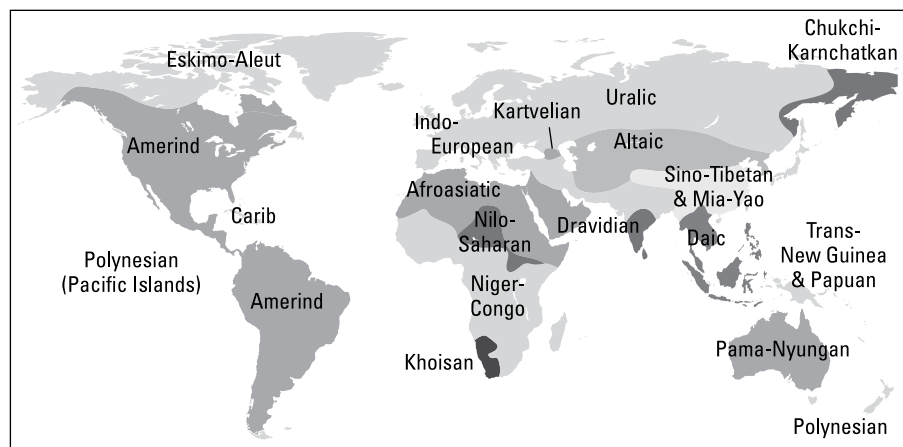 Chukchi-
Karnchatkan
Eskimo-Aleut
Uralic
Kartvelian
Indo-
European
Altaic
Amerind
Sino-Tibetan
& Mia-Yao
Afroasiatic
Carib
Nilo-
Saharan
Dravidian
Daic
Trans-
New Guinea
& Papuan
Polynesian
(Pacific Islands)
Niger-
Congo
Amerind
Khoisan
Pama-Nyungan
Polynesian